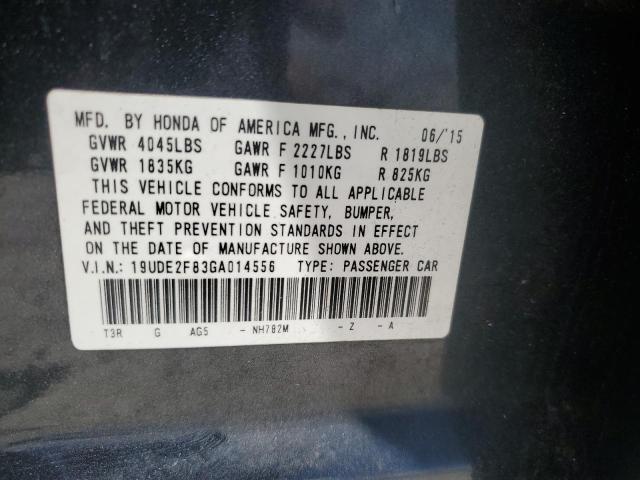 MFD. BY HONDA OF AMERICA MFG., INC. 06/'15
GVWR 4045LBS GAWR F 2227LBS R 1819LBS
GVWR 1835KG GAWR F 1010KG R 825KG
THIS VEHICLE CONFORMS TO ALL APPLICABLE
FEDERAL MOTOR VEHICLE SAFETY, BUMPER,
AND THEFT PREVENTION STANDARDS IN EFFECT
ON THE DATE OF MANUFACTURE SHOWN ABOVE.
V.I.N.: 19UDE2F83GA014556 TYPE: PASSENGER CAR
T3R G AG5 - NH782M - Z - A